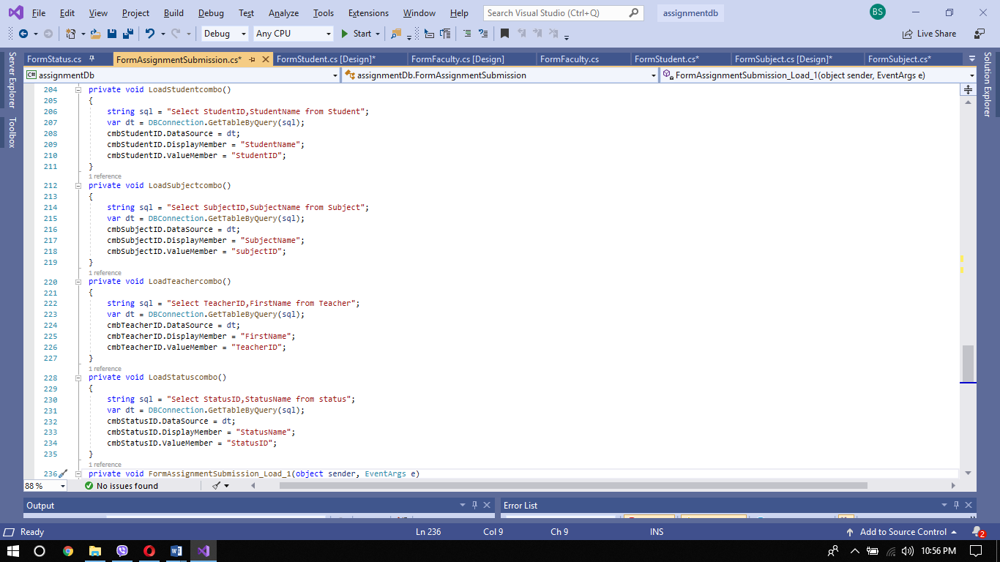 File Edit View Project Build Debug Test Analyze Tools Extensions Window Help Search Visual Studio (Ctrl+Q) assignmentdb BS
Debug Any CPU Start Live Share
FormStatus.cs FormAssignmentSubmission.cs* FormStudent.cs [Design]* FormFaculty.cs [Design] FormFaculty.cs FormStudent.cs* FormSubject.cs [Design]* FormSubject.cs*
Server Explorer
Toolbox
Solution Explorer
C# assignmentDb assignmentDb.FormAssignmentSubmission FormAssignmentSubmission_Load_1(object sender, EventArgs e)
204 private void LoadStudentcombo()
205 {
206 string sql = "Select StudentID,StudentName from Student";
207 var dt = DBConnection.GetTableByQuery(sql);
208 cmbStudentID.DataSource = dt;
209 cmbStudentID.DisplayMember = "StudentName";
210 cmbStudentID.ValueMember = "StudentID";
211 }
1 reference
212 private void LoadSubjectcombo()
213 {
214 string sql = "Select SubjectID,SubjectName from Subject";
215 var dt = DBConnection.GetTableByQuery(sql);
216 cmbSubjectID.DataSource = dt;
217 cmbSubjectID.DisplayMember = "SubjectName";
218 cmbSubjectID.ValueMember = "subjectID";
219 }
1 reference
220 private void LoadTeachercombo()
221 {
222 string sql = "Select TeacherID,FirstName from Teacher";
223 var dt = DBConnection.GetTableByQuery(sql);
224 cmbTeacherID.DataSource = dt;
225 cmbTeacherID.DisplayMember = "FirstName";
226 cmbTeacherID.ValueMember = "TeacherID";
227 }
1 reference
228 private void LoadStatuscombo()
229 {
230 string sql = "Select StatusID,StatusName from status";
231 var dt = DBConnection.GetTableByQuery(sql);
232 cmbStatusID.DataSource = dt;
233 cmbStatusID.DisplayMember = "StatusName";
234 cmbStatusID.ValueMember = "StatusID";
235 }
1 reference
236 private void FormAssignmentSubmission_Load_1(object sender, EventArgs e)
88 % No issues found
Output Error List
Ready Ln 236 Col 9 Ch 9 INS Add to Source Control 2
10:56 PM